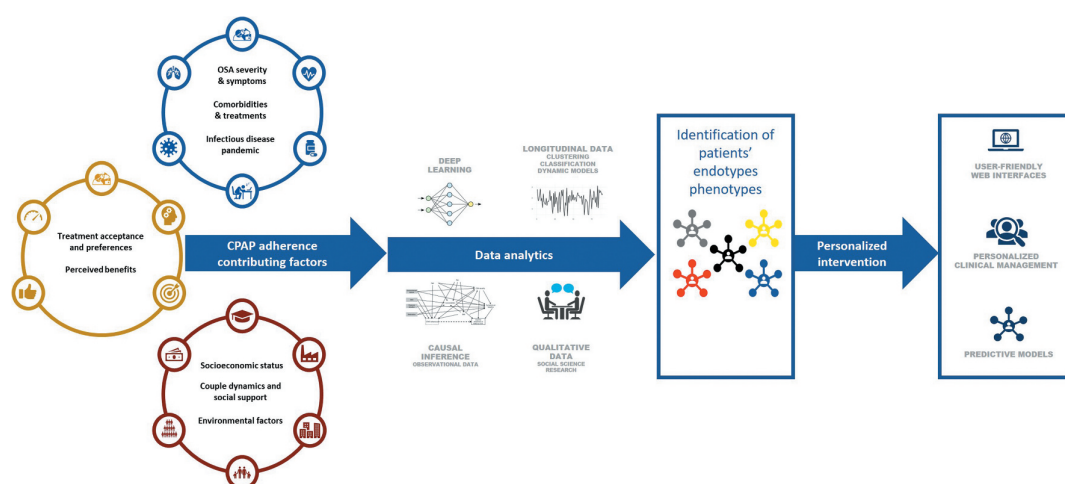 OSA severity
& symptoms
Comorbidities
& treatments
Infectious disease
pandemic
Treatment acceptance
and preferences
Perceived benefits
Socioeconomic status
Couple dynamics and
social support
Environmental factors
CPAP adherence
contributing factors
DEEP
LEARNING
LONGITUDINAL DATA
CLUSTERING
CLASSIFICATION
DYNAMIC MODELS
Data analytics
CAUSAL
INFERENCE
OBSERVATIONAL DATA
QUALITATIVE
DATA
SOCIAL SCIENCE
RESEARCH
Identification of
patients'
endotypes
phenotypes
Personalized
intervention
USER-FRIENDLY
WEB INTERFACES
PERSONALIZED
CLINICAL MANAGEMENT
PREDICTIVE MODELS